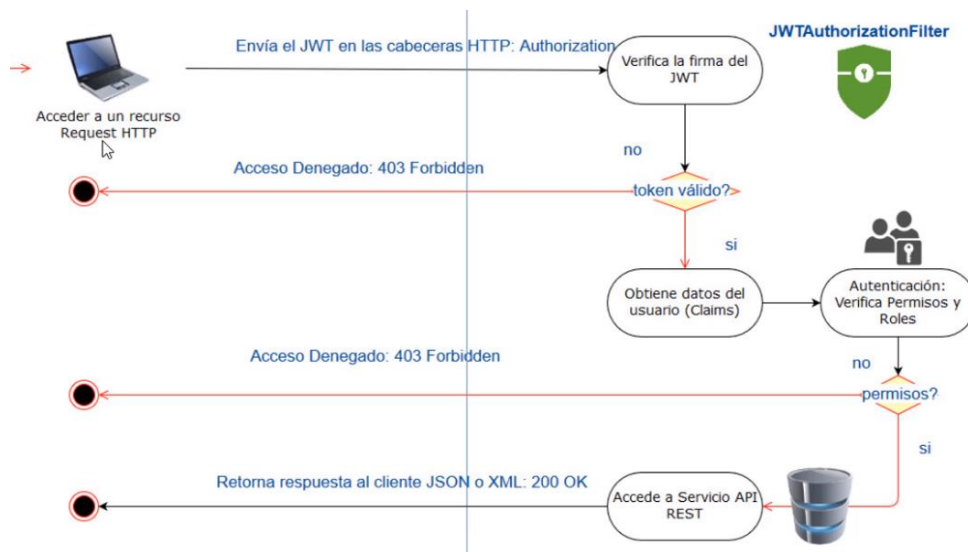 JWTAuthorizationFilter
Envía el JWT en las cabeceras HTTP: Authorization
Verifica la firma del
JWT
Acceder a un recurso
Request HTTP
no
Acceso Denegado: 403 Forbidden
token válido?
si
Obtiene datos del
usuario (Claims)
Autenticación:
Verifica Permisos y
Roles
Acceso Denegado: 403 Forbidden
no
permisos?
si
Retorna respuesta al cliente JSON o XML: 200 OK
Accede a Servicio API
REST